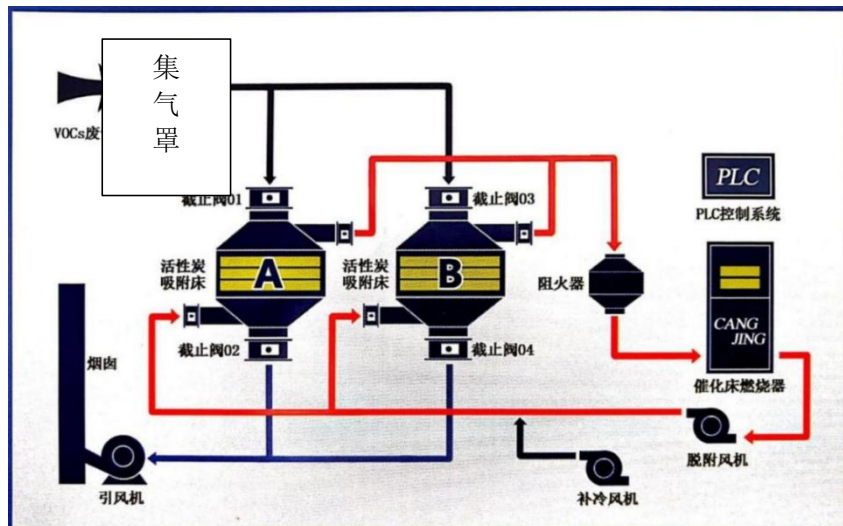 集
气
罩
VOCs废
截止阀01
截止阀03
PLC
PLC控制系统
活性炭
吸附床
A
活性炭
吸附床
B
阻火器
CANG
JING
截止阀02
截止阀04
烟囱
催化床燃烧器
脱附风机
引风机
补冷风机